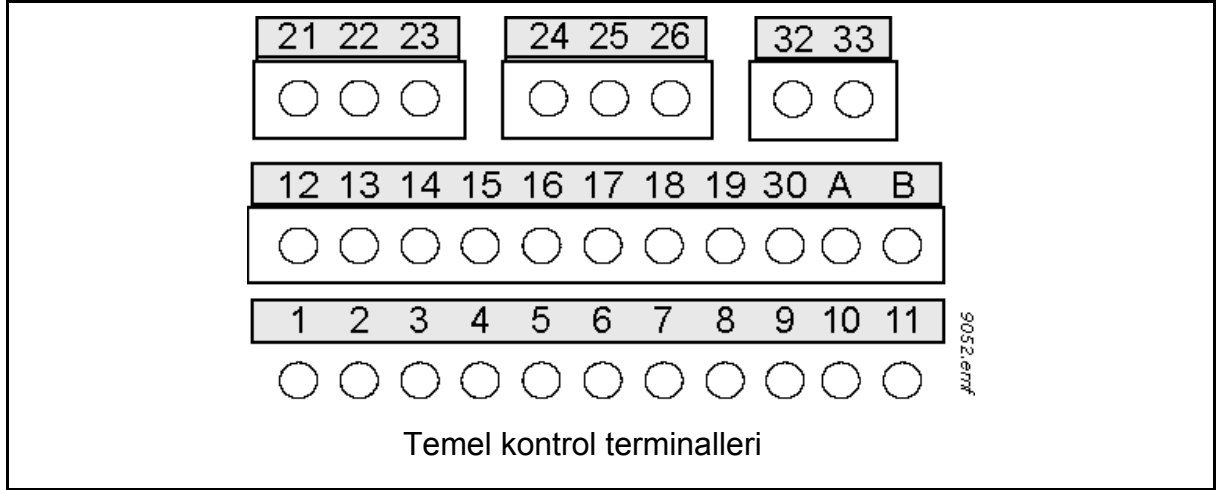 21 22 23 24 25 26 32 33
12 13 14 15 16 17 18 19 30 A B
1 2 3 4 5 6 7 8 9 10 11
9052.emf
Temel kontrol terminalleri